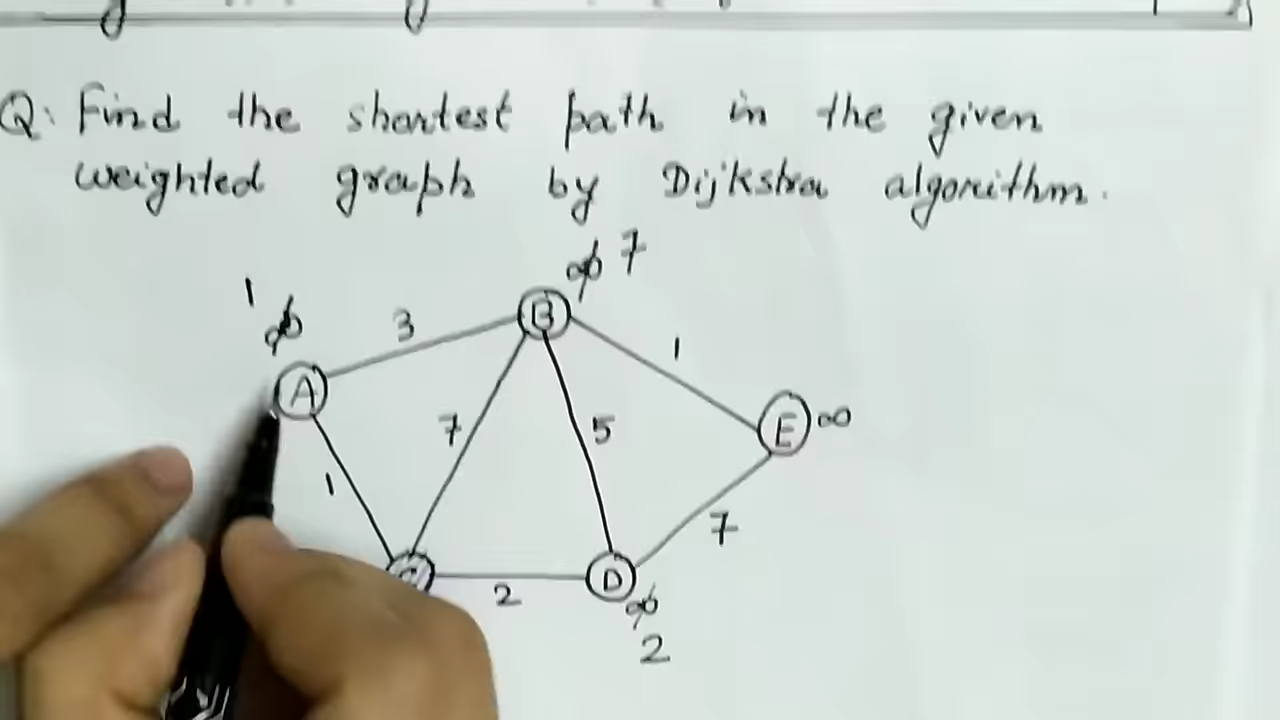 Q: Find the shortest path in the given
weighted graph by Dijkstra algorithm.
∞ 7
1
∞
3
B
1
A
7
5
E ∞
1
7
D
2
∞
2